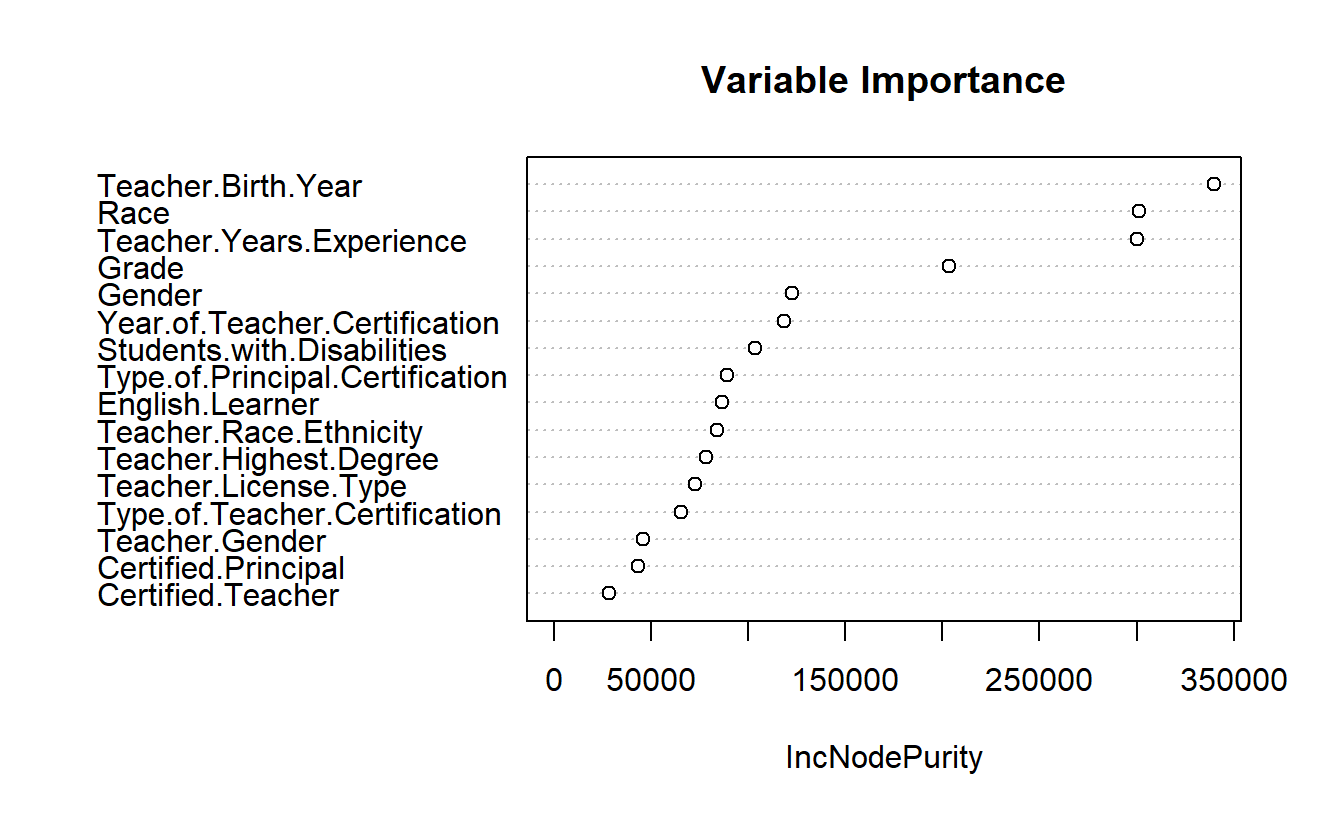 Variable Importance
Teacher.Birth.Year
Race
Teacher.Years.Experience
Grade
Gender
Year.of.Teacher.Certification
Students.with.Disabilities
Type.of.Principal.Certification
English.Learner
Teacher.Race.Ethnicity
Teacher.Highest.Degree
Teacher.License.Type
Type.of.Teacher.Certification
Teacher.Gender
Certified.Principal
Certified.Teacher
0 50000 150000 250000 350000
IncNodePurity